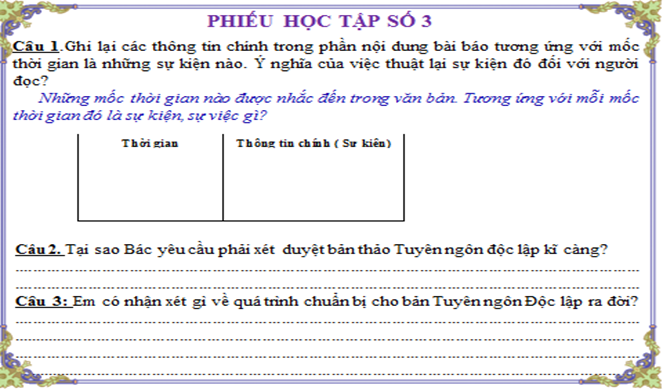 PHIẾU HỌC TẬP SỐ 3
Câu 1.Ghi lại các thông tin chính trong phần nội dung bài báo tương ứng với mốc
thời gian là những sự kiện nào. Ý nghĩa của việc thuật lại sự kiện đó đối với người
đọc?
Những mốc thời gian nào được nhắc đến trong văn bản. Tương ứng với mỗi mốc
thời gian đó là sự kiện, sự việc gì?
Thời gian Thông tin chính ( Sự kiện)
Câu 2. Tại sao Bác yêu cầu phải xét duyệt bản thảo Tuyên ngôn độc lập kĩ càng?
Câu 3: Em có nhận xét gì về quá trình chuẩn bị cho bản Tuyên ngôn Độc lập ra đời?